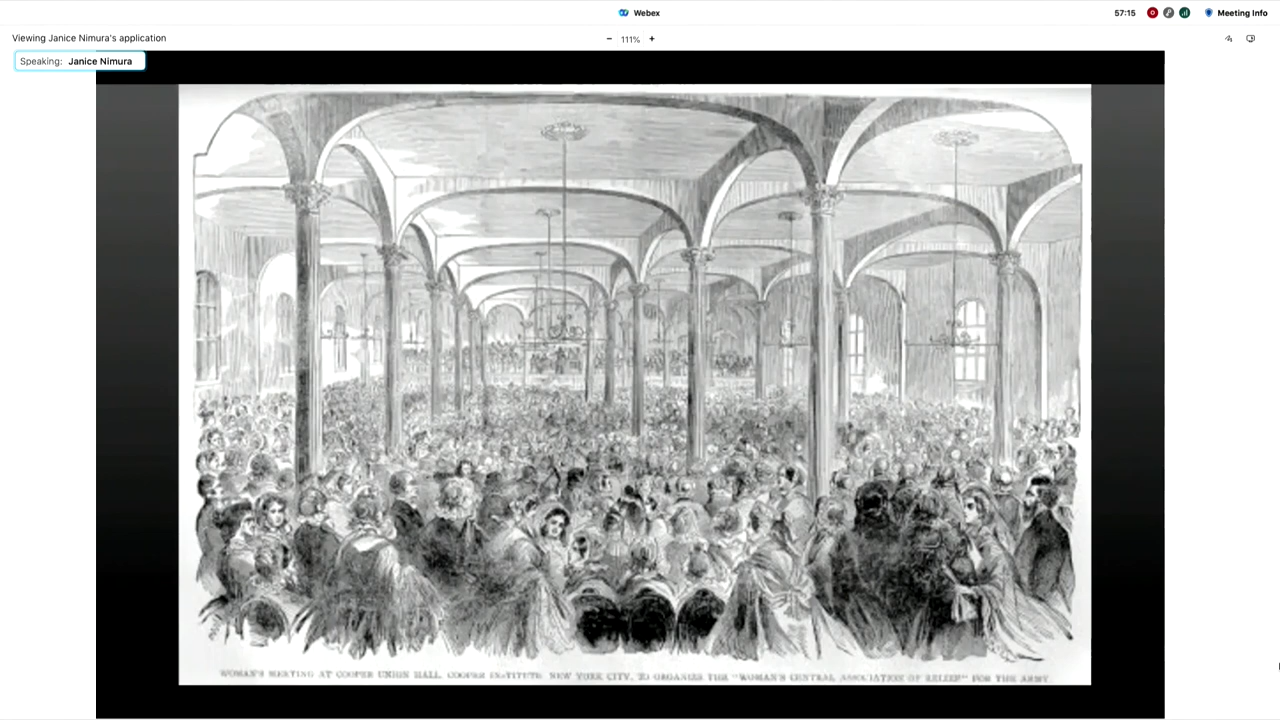 Webex
57:15
Meeting Info
Viewing Janice Nimura's application
111%
Speaking: Janice Nimura
WOMAN'S MEETING AT COOPER UNION HALL, COOPER INSTITUTE, NEW YORK CITY, TO ORGANIZE THE "WOMAN'S CENTRAL ASSOCIATION OF RELIEF" FOR THE ARMY.